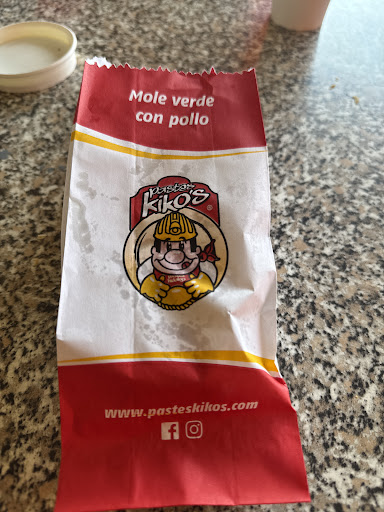 Mole verde
con pollo
pastes
kiko's
®
www.pasteskikos.com